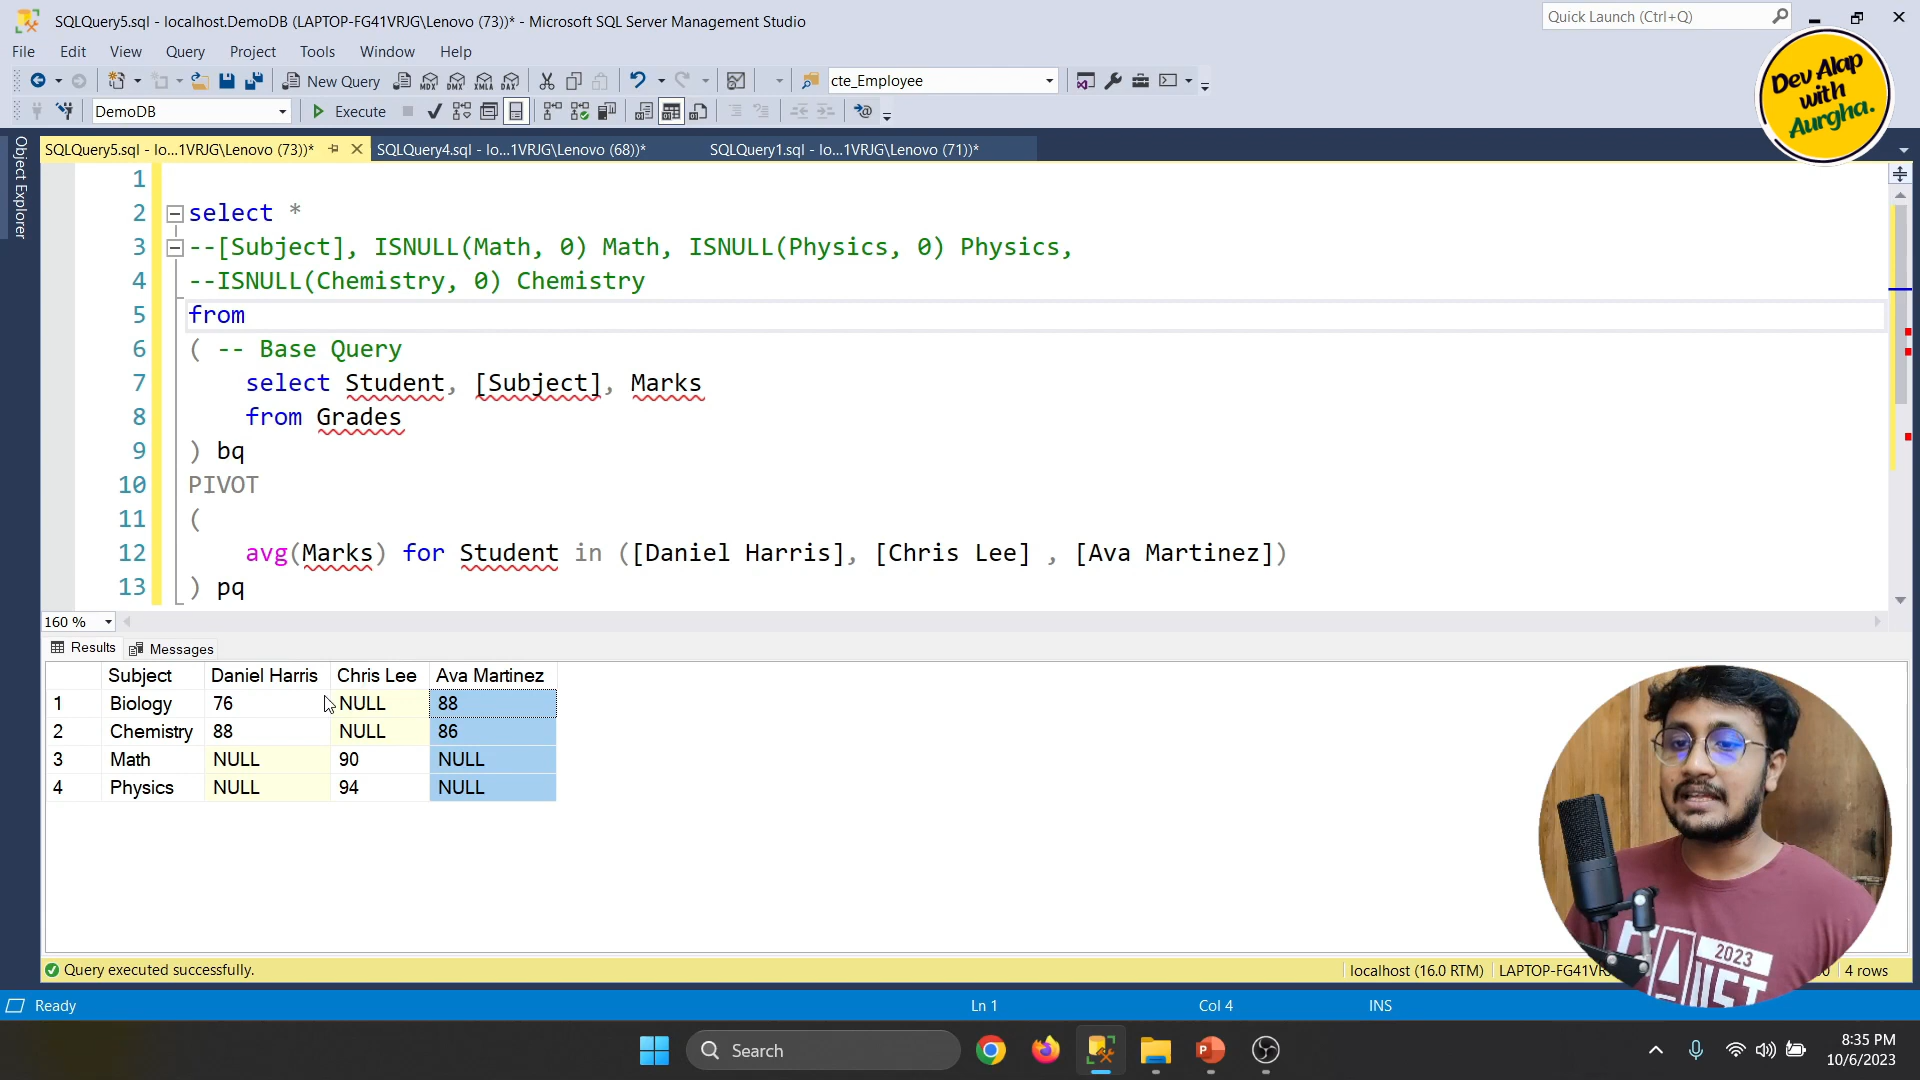 SQLQuery5.sql - localhost.DemoDB (LAPTOP-FG41VRJG\Lenovo (73))* - Microsoft SQL Server Management Studio
Quick Launch (Ctrl+Q)
File Edit View Query Project Tools Window Help
New Query
MDX DMX XMLA DAX
cte_Employee
DemoDB
Execute
Dev Alap
with
Aurgha.
Object Explorer
SQLQuery5.sql - lo...1VRJG\Lenovo (73))*
SQLQuery4.sql - lo...1VRJG\Lenovo (68))*
SQLQuery1.sql - lo...1VRJG\Lenovo (71))*
1
2 select *
3 --[Subject], ISNULL(Math, 0) Math, ISNULL(Physics, 0) Physics,
4 --ISNULL(Chemistry, 0) Chemistry
5 from
6 ( -- Base Query
7 select Student, [Subject], Marks
8 from Grades
9 ) bq
10 PIVOT
11 (
12 avg(Marks) for Student in ([Daniel Harris], [Chris Lee] , [Ava Martinez])
13 ) pq
160 %
Results Messages
Subject Daniel Harris Chris Lee Ava Martinez
1 Biology 76 NULL 88
2 Chemistry 88 NULL 86
3 Math NULL 90 NULL
4 Physics NULL 94 NULL
2023
Query executed successfully.
localhost (16.0 RTM)
4 rows
Ready
Ln 1
Col 4
INS
Search
8:35 PM
10/6/2023